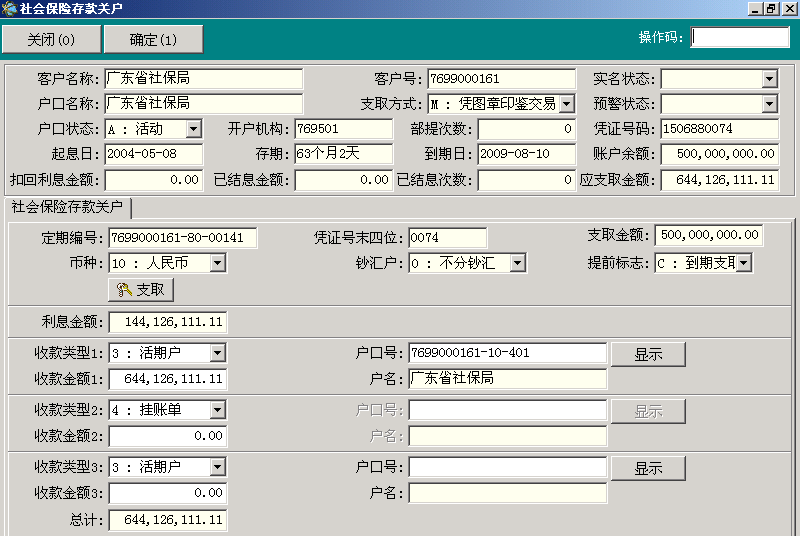 社会保险存款关户
关闭(0) 确定(1) 操作码:
客户名称: 广东省社保局 客户号: 7699000161 实名状态:
户口名称: 广东省社保局 支取方式: M : 凭图章印鉴交易 预警状态:
户口状态: A : 活动 开户机构: 769501 部提次数: 0 凭证号码: 1506880074
起息日: 2004-05-08 存期: 63个月2天 到期日: 2009-08-10 账户余额: 500,000,000.00
扣回利息金额: 0.00 已结息金额: 0.00 已结息次数: 0 应支取金额: 644,126,111.11
社会保险存款关户
定期编号: 7699000161-80-00141 凭证号末四位: 0074 支取金额: 500,000,000.00
币种: 10 : 人民币 钞汇户: 0 : 不分钞汇 提前标志: C : 到期支取
支取
利息金额: 144,126,111.11
收款类型1: 3 : 活期户 户口号: 7699000161-10-401 显示
收款金额1: 644,126,111.11 户名: 广东省社保局
收款类型2: 4 : 挂账单 户口号: 显示
收款金额2: 0.00 户名:
收款类型3: 3 : 活期户 户口号: 显示
收款金额3: 0.00 户名:
总计: 644,126,111.11